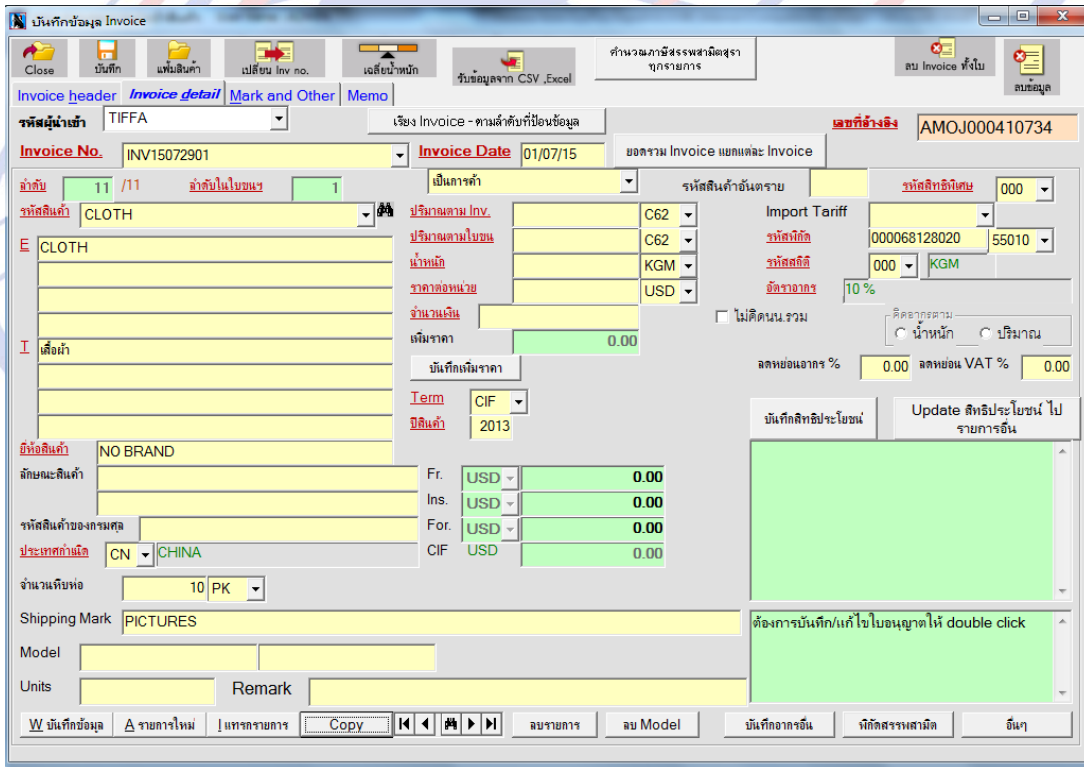 บันทึกข้อมูล Invoice
Close บันทึก เพิ่มสินค้า เปลี่ยน Inv no. เฉลี่ยน้ำหนัก รับข้อมูลจาก CSV ,Excel คำนวณภาษีสรรพสามิตสุรา ทุกรายการ ลบ Invoice ทั้งใบ ลบข้อมูล
Invoice header Invoice detail Mark and Other Memo
รหัสผู้นำเข้า TIFFA เรียง Invoice - ตามลำดับที่ป้อนข้อมูล เลขที่อ้างอิง AMOJ000410734
Invoice No. INV15072901 Invoice Date 01/07/15 ยอดรวม Invoice แยกแต่ละ Invoice
ลำดับ 11 /11 ลำดับในใบขนฯ 1 เป็นการค้า รหัสสินค้าอันตราย รหัสสิทธิพิเศษ 000
รหัสสินค้า CLOTH ปริมาณตาม Inv. C62 Import Tariff
E CLOTH ปริมาณตามใบขน C62 รหัสพิกัด 000068128020 55010
น้ำหนัก KGM รหัสสถิติ 000 KGM
ราคาต่อหน่วย USD อัตราอากร 10 %
จำนวนเงิน ไม่คิดนน.รวม คิดอากรตาม
T เสื้อผ้า เพิ่มราคา 0.00 น้ำหนัก ปริมาณ
บันทึกเพิ่มราคา ลดหย่อนอากร % 0.00 ลดหย่อน VAT % 0.00
Term CIF
ปีสินค้า 2013 บันทึกสิทธิประโยชน์ Update สิทธิประโยชน์ ไป รายการอื่น
ยี่ห้อสินค้า NO BRAND
ลักษณะสินค้า Fr. USD 0.00
Ins. USD 0.00
รหัสสินค้าของกรมศุล For. USD 0.00
ประเทศกำเนิด CN CHINA CIF USD 0.00
จำนวนหีบห่อ 10 PK
Shipping Mark PICTURES ต้องการบันทึก/แก้ไขใบอนุญาตให้ double click
Model
Units Remark
W บันทึกข้อมูล A รายการใหม่ I แทรกรายการ Copy ลบรายการ ลบ Model บันทึกอากรอื่น พิกัดสรรพสามิต อื่นๆ